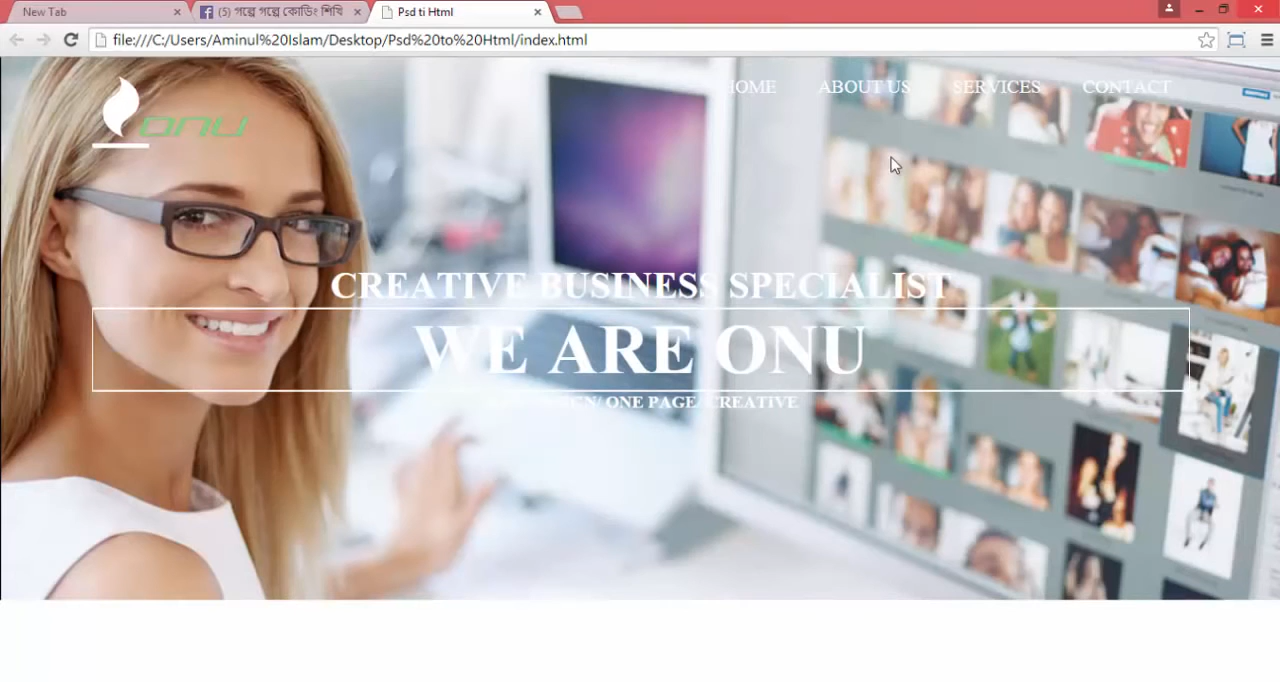 New Tab
(5) গল্পে গল্পে কোডিং শিখি
Psd ti Html
file:///C:/Users/Aminul%20Islam/Desktop/Psd%20to%20Html/index.html
HOME ABOUT US SERVICES CONTACT
onu
CREATIVE BUSINESS SPECIALIST
WE ARE ONU
ONE PAGE/ CREATIVE